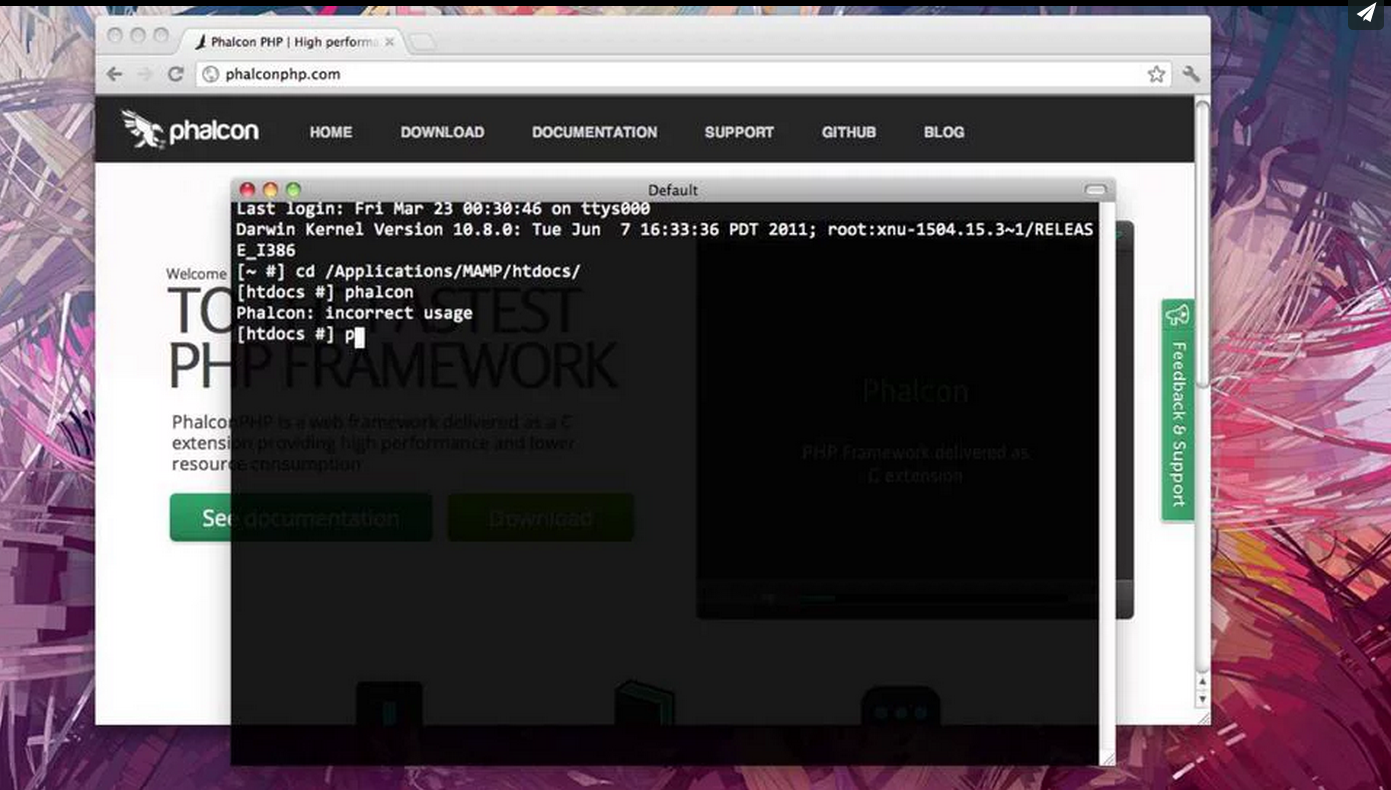 Phalcon PHP | High performa
phalconphp.com
phalcon
HOME DOWNLOAD DOCUMENTATION SUPPORT GITHUB BLOG
Default
Last login: Fri Mar 23 00:30:46 on ttys000
Darwin Kernel Version 10.8.0: Tue Jun  7 16:33:36 PDT 2011; root:xnu-1504.15.3~1/RELEAS
E_I386
[~ #] cd /Applications/MAMP/htdocs/
[htdocs #] phalcon
Phalcon: incorrect usage
[htdocs #] p
Welcome
TO THE FASTEST
PHP FRAMEWORK
PhalconPHP is a web framework delivered as a C
extension providing high performance and lower
resource consumption
See documentation
Download
Phalcon
PHP Framework delivered as
C extension
Feedback & Support